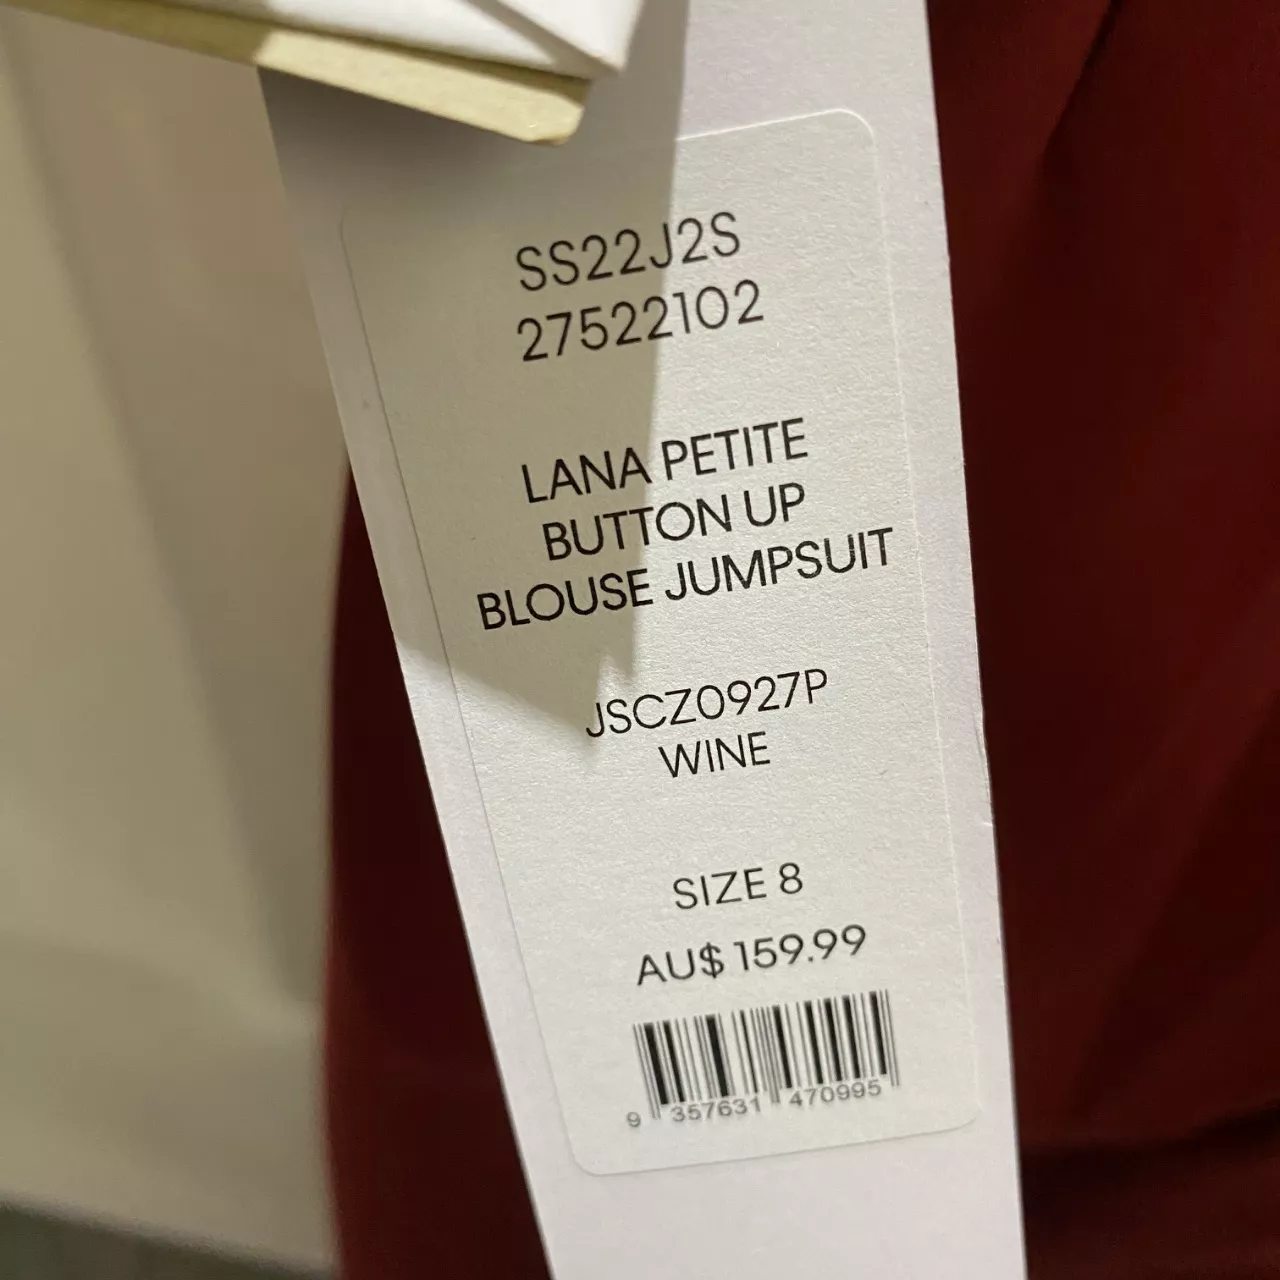 SS22J2S
27522102
LANA PETITE
BUTTON UP
BLOUSE JUMPSUIT
JSCZ0927P
WINE
SIZE 8
AU$ 159.99
9 357631 470995